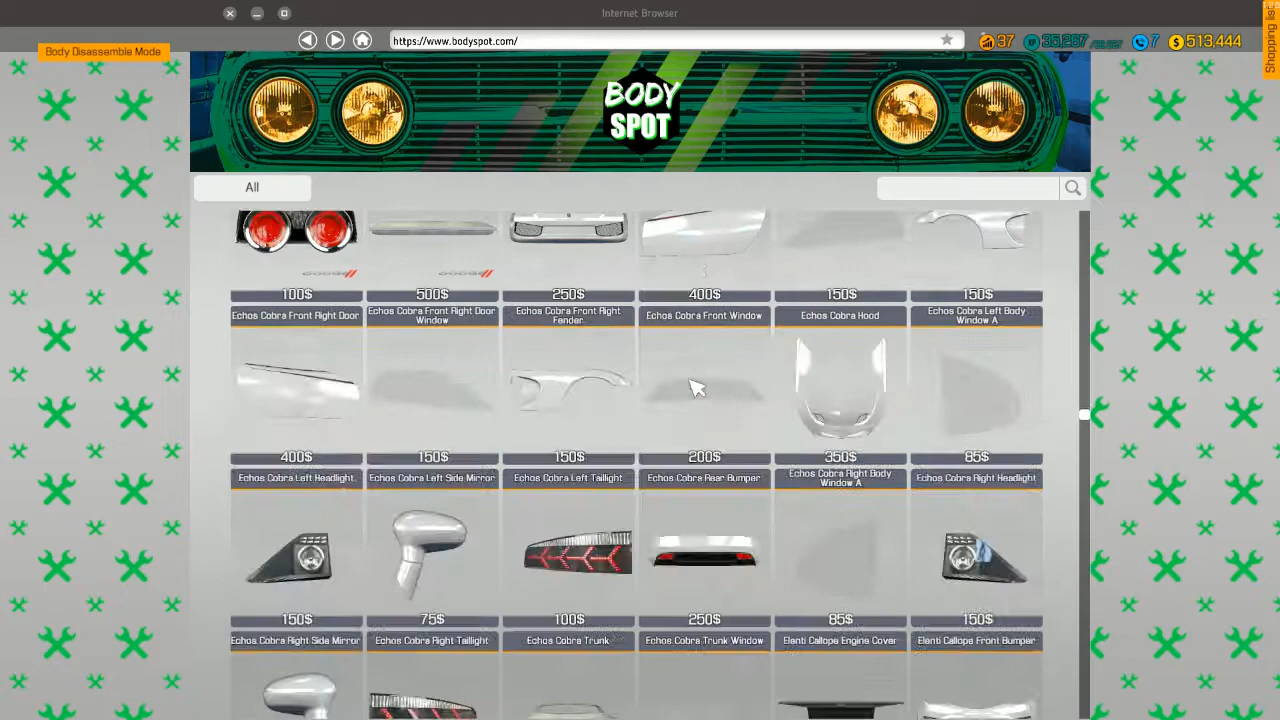 Internet Browser
Body Disassemble Mode
https://www.bodyspot.com/
37
7
513,444
Shopping list
BODY
SPOT
All
DODGE
DODGE
100$
500$
250$
400$
150$
150$
Echos Cobra Front Right Door
Echos Cobra Front Right Door
Window
Echos Cobra Front Right
Fender
Echos Cobra Front Window
Echos Cobra Hood
Echos Cobra Left Body
Window A
400$
150$
150$
200$
350$
85$
Echos Cobra Left Headlight
Echos Cobra Left Side Mirror
Echos Cobra Left Taillight
Echos Cobra Rear Bumper
Echos Cobra Right Body
Window A
Echos Cobra Right Headlight
150$
75$
100$
250$
85$
150$
Echos Cobra Right Side Mirror
Echos Cobra Right Taillight
Echos Cobra Trunk
Echos Cobra Trunk Window
Elenti Callope Engine Cover
Elenti Callope Front Bumper